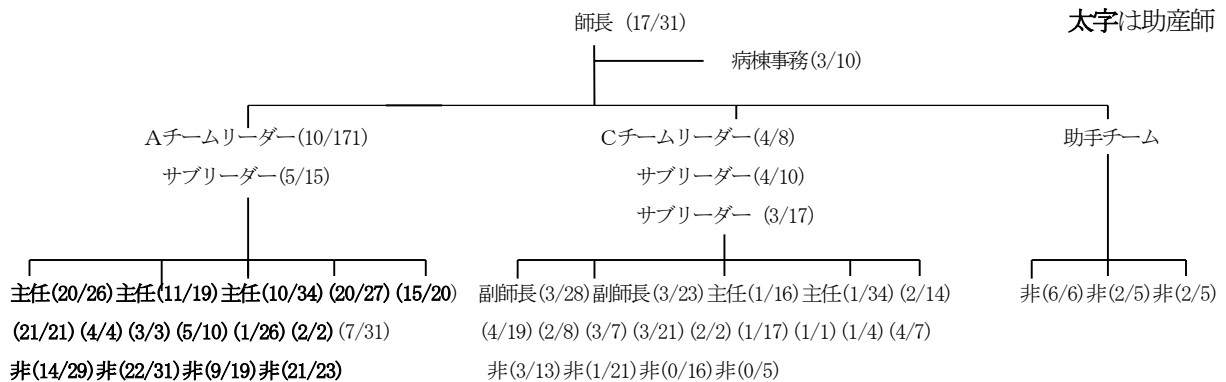 師長 (17/31)
太字は助産師
病棟事務(3/10)
Aチームリーダー(10/171)
サブリーダー(5/15)
Cチームリーダー(4/8)
サブリーダー(4/10)
サブリーダー (3/17)
助手チーム
主任(20/26) 主任(11/19) 主任(10/34) (20/27) (15/20)
(21/21) (4/4) (3/3) (5/10) (1/26) (2/2) (7/31)
非(14/29) 非(22/31) 非(9/19) 非(21/23)
副師長(3/28) 副師長(3/23) 主任(1/16) 主任(1/34) (2/14)
(4/19) (2/8) (3/7) (3/21) (2/2) (1/17) (1/1) (1/4) (4/7)
非(3/13) 非(1/21) 非(0/16) 非(0/5)
非(6/6) 非(2/5) 非(2/5)